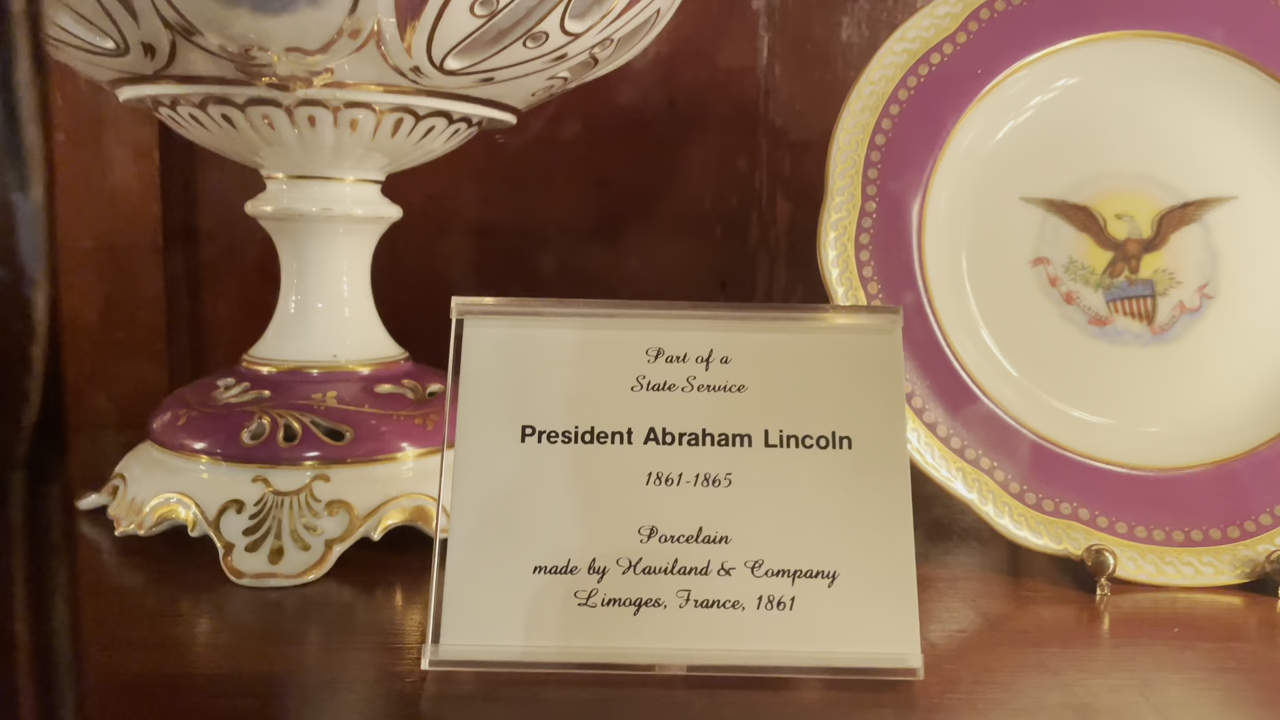 Part of a
State Service
President Abraham Lincoln
1861-1865
Porcelain
made by Haviland & Company
Limoges, France, 1861